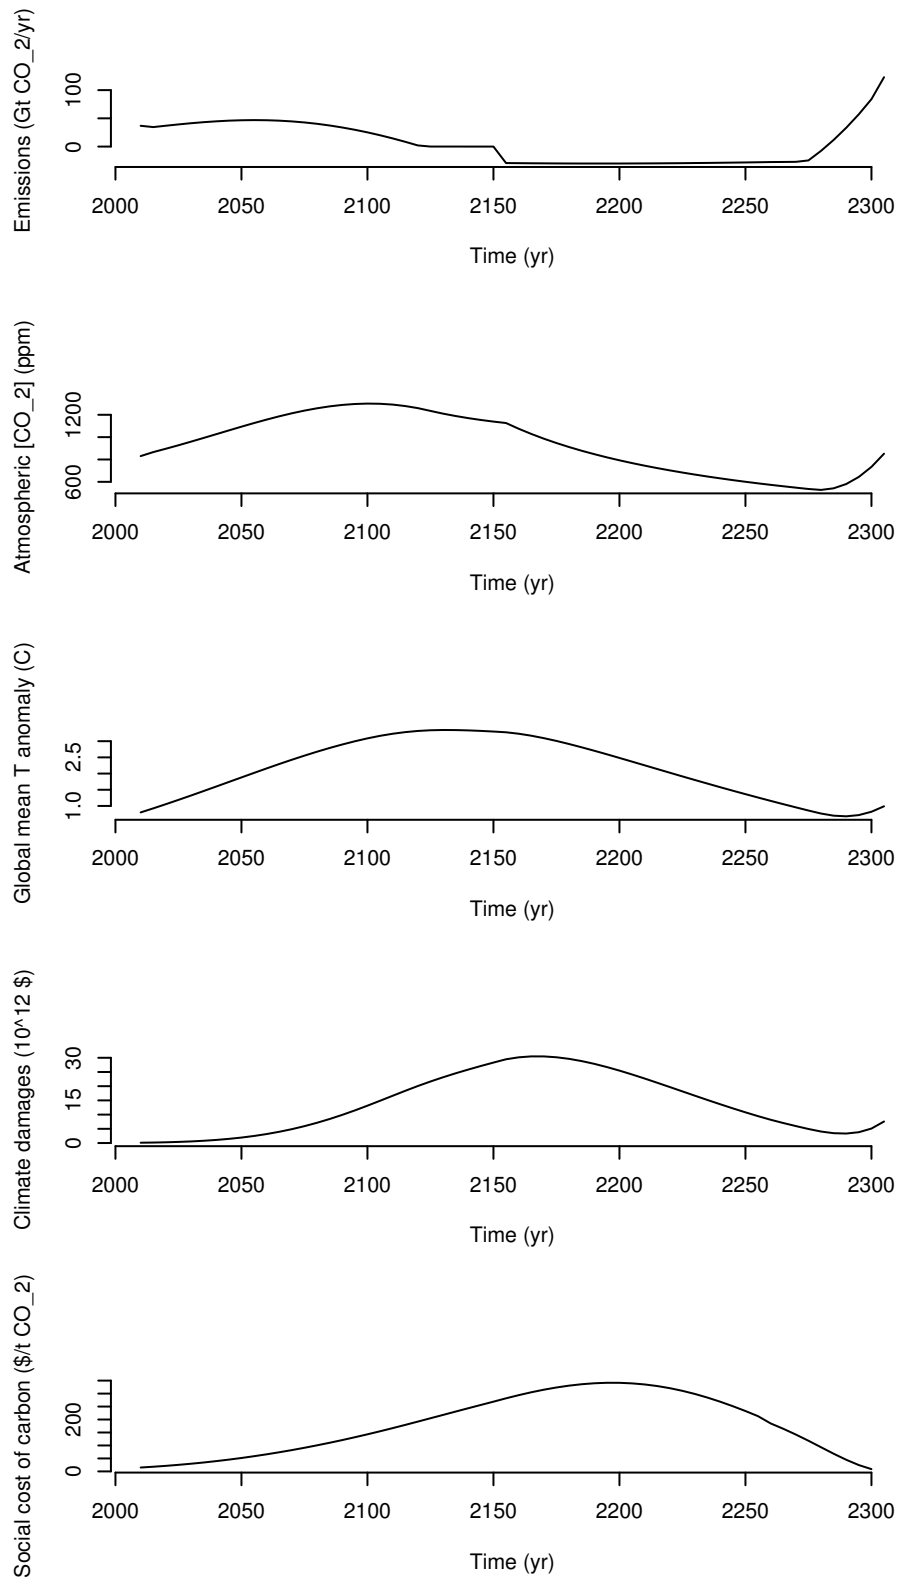 Emissions (Gt CO_2/yr)
0
100
2000 2050 2100 2150 2200 2250 2300
Time (yr)
Atmospheric [CO_2] (ppm)
600
1200
2000 2050 2100 2150 2200 2250 2300
Time (yr)
Global mean T anomaly (C)
1.0
2.5
2000 2050 2100 2150 2200 2250 2300
Time (yr)
Climate damages (10^12 $)
0
15
30
2000 2050 2100 2150 2200 2250 2300
Time (yr)
Social cost of carbon ($/t CO_2)
0
200
2000 2050 2100 2150 2200 2250 2300
Time (yr)